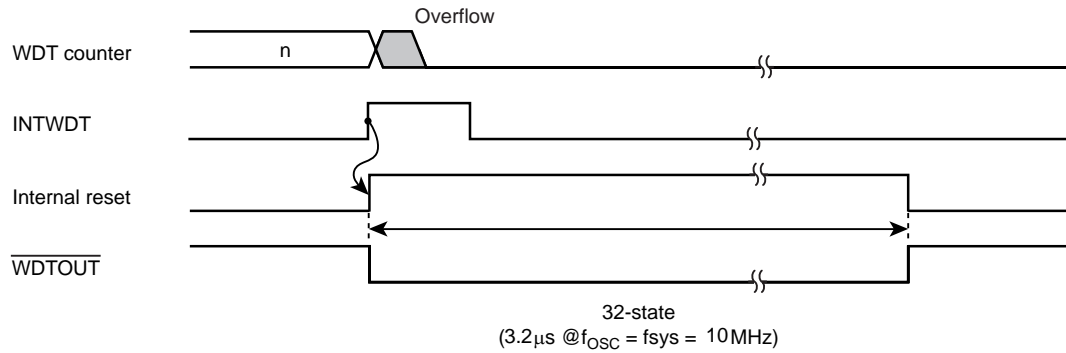 Overflow
WDT counter
n
INTWDT
Internal reset
WDTOUT
32-state
(3.2μs @fOSC = fsys = 10MHz)